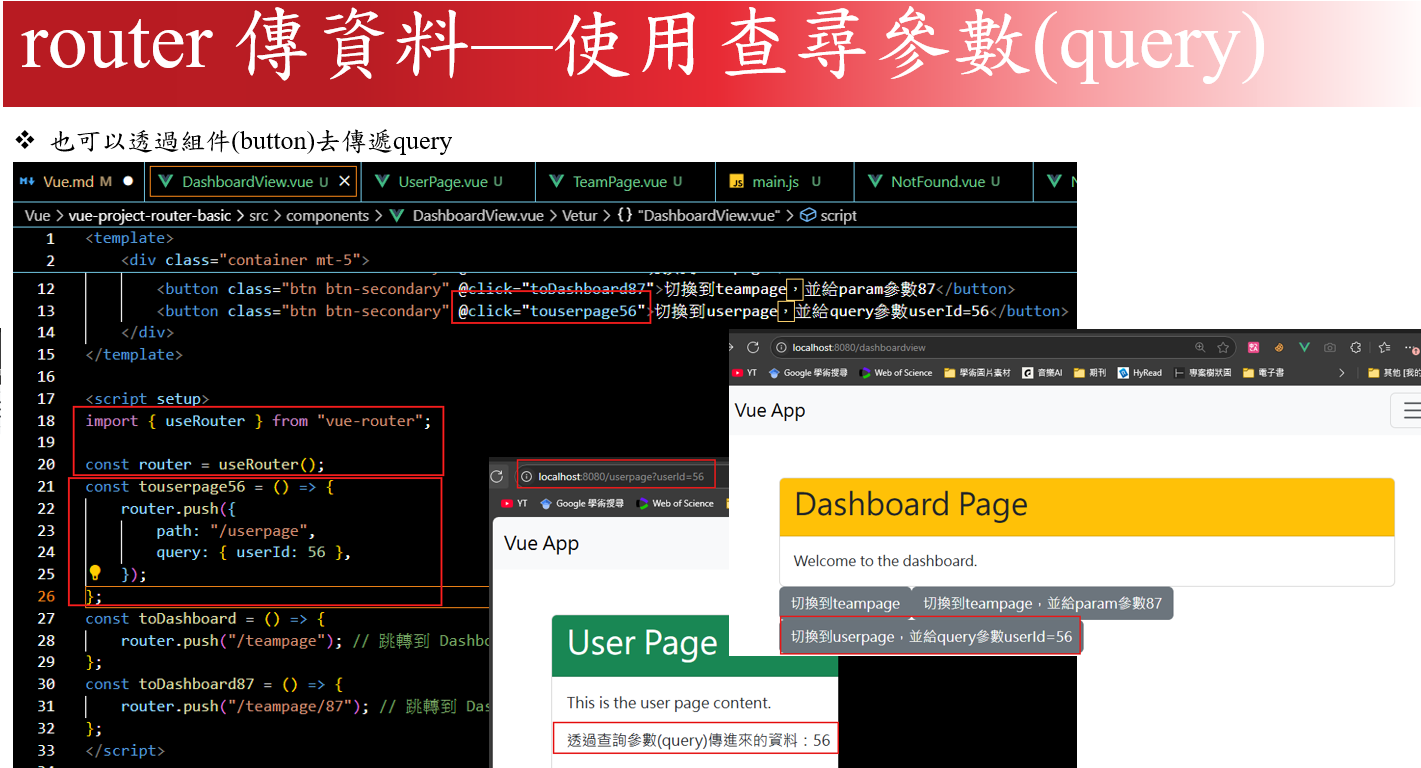 router 傳資料—使用查尋參數(query)
❖ 也可以透過組件(button)去傳遞query
Vue.md M ● DashboardView.vue U × UserPage.vue U TeamPage.vue U JS main.js U NotFound.vue U
Vue > vue-project-router-basic > src > components > DashboardView.vue > Vetur > {} "DashboardView.vue" > script
1 <template>
2 <div class="container mt-5">
12 <button class="btn btn-secondary" @click="toDashboard87">切換到teampage，並給param參數87</button>
13 <button class="btn btn-secondary" @click="touserpage56">切換到userpage，並給query參數userId=56</button>
14 </div>
15 </template>
16
17 <script setup>
18 import { useRouter } from "vue-router";
19
20 const router = useRouter();
21 const touserpage56 = () => {
22 router.push({
23 path: "/userpage",
24 query: { userId: 56 },
25 });
26 };
27 const toDashboard = () => {
28 router.push("/teampage"); // 跳轉到 Dashbo
29 };
30 const toDashboard87 = () => {
31 router.push("/teampage/87"); // 跳轉到 Das
32 };
33 </script>
localhost:8080/userpage?userId=56
YT Google 學術搜尋 Web of Science
Vue App
User Page
This is the user page content.
透過查詢參數(query)傳進來的資料：56
localhost:8080/dashboardview
YT Google 學術搜尋 Web of Science 學術圖片素材 音樂AI 期刊 HyRead 專案樹狀圖 電子書 > 其他 [我的
Vue App
Dashboard Page
Welcome to the dashboard.
切換到teampage 切換到teampage，並給param參數87
切換到userpage，並給query參數userId=56